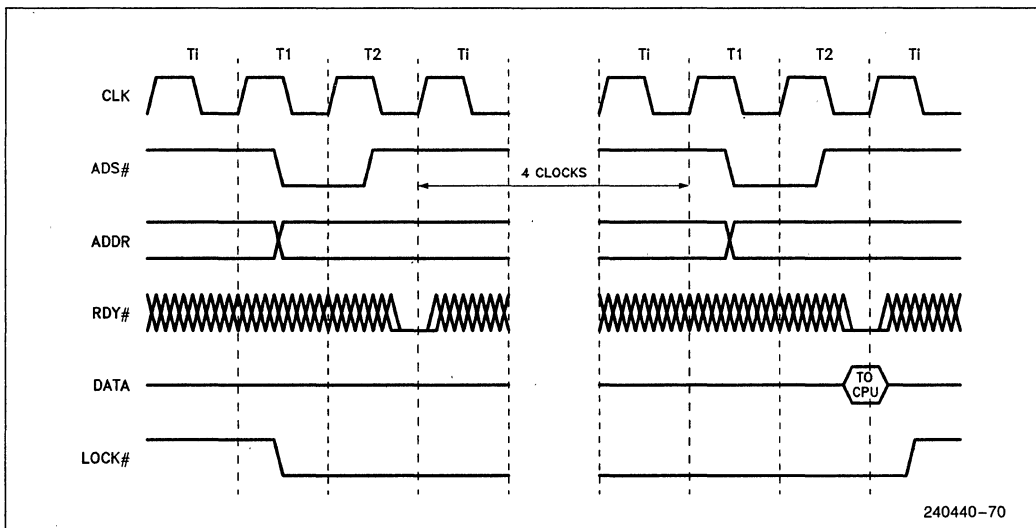 Ti T1 T2 Ti Ti T1 T2 Ti
CLK
ADS#
4 CLOCKS
ADDR
RDY#
DATA
TO
CPU
LOCK#
240440-70